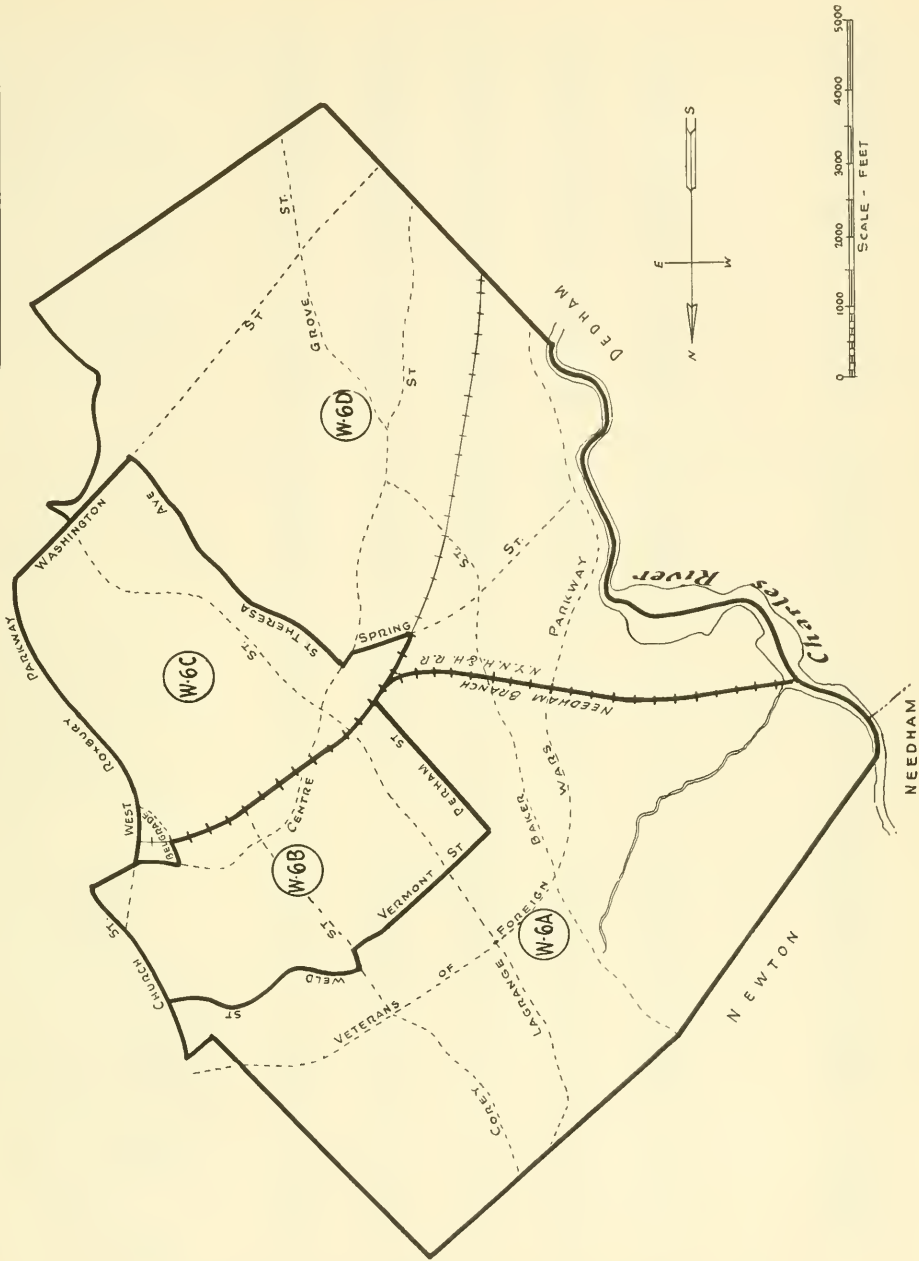 WASHINGTON
PARKWAY
ROXBURY
WEST
BELGRADE
CHURCH ST.
ST.
GROVE ST.
ST
AVE
ST THERESA
ST.
SPRING
ST.
ST.
CENTRE
PERHAM ST
VERMONT ST
WELD ST
ST
VETERANS OF FOREIGN WARS PARKWAY
LAGRANGE
COREY
BAKER
NEEDHAM BRANCH
N.Y.N.H. & H. R.R
W-6A
W-6B
W-6C
W-6D
Charles River
DEDHAM
NEEDHAM
NEWTON
N
S
E
W
0 1000 2000 3000 4000 5000
SCALE - FEET